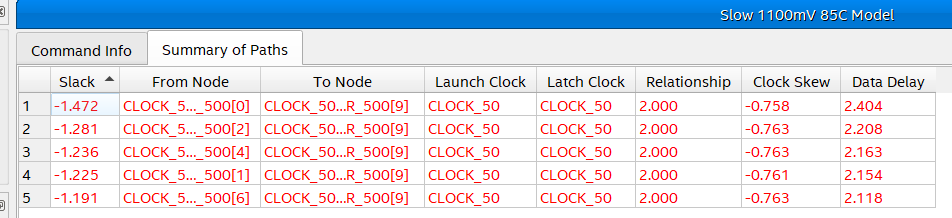 Slow 1100mV 85C Model
Command Info Summary of Paths
Slack From Node To Node Launch Clock Latch Clock Relationship Clock Skew Data Delay
1 -1.472 CLOCK_5..._500[0] CLOCK_50...R_500[9] CLOCK_50 CLOCK_50 2.000 -0.758 2.404
2 -1.281 CLOCK_5..._500[2] CLOCK_50...R_500[9] CLOCK_50 CLOCK_50 2.000 -0.763 2.208
3 -1.236 CLOCK_5..._500[4] CLOCK_50...R_500[9] CLOCK_50 CLOCK_50 2.000 -0.763 2.163
4 -1.225 CLOCK_5..._500[1] CLOCK_50...R_500[9] CLOCK_50 CLOCK_50 2.000 -0.761 2.154
5 -1.191 CLOCK_5..._500[6] CLOCK_50...R_500[9] CLOCK_50 CLOCK_50 2.000 -0.763 2.118